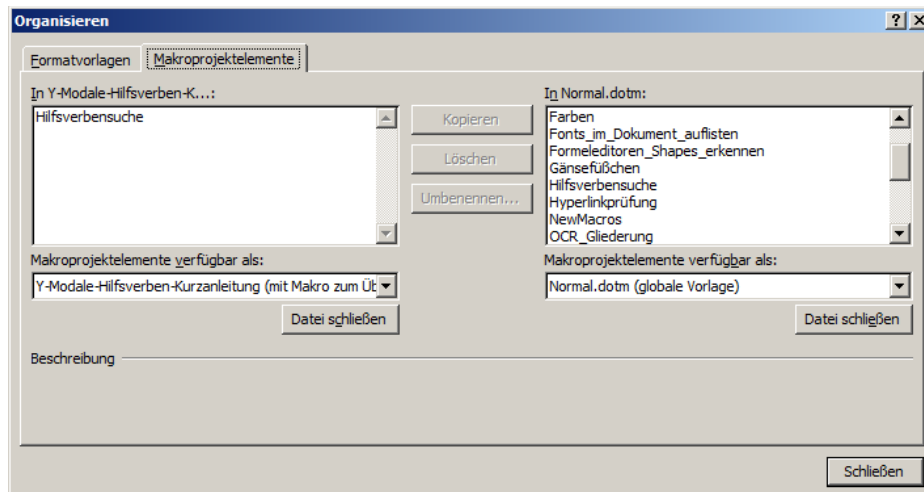 Organisieren
Formatvorlagen
Makroprojektelemente
In Y-Modale-Hilfsverben-K...:
Hilfsverbensuche
Kopieren
Löschen
Umbenennen...
In Normal.dotm:
Farben
Fonts_im_Dokument_auflisten
Formeleditoren_Shapes_erkennen
Gänsefüßchen
Hilfsverbensuche
Hyperlinkprüfung
NewMacros
OCR_Gliederung
Makroprojektelemente verfügbar als:
Y-Modale-Hilfsverben-Kurzanleitung (mit Makro zum Üb
Datei schließen
Makroprojektelemente verfügbar als:
Normal.dotm (globale Vorlage)
Datei schließen
Beschreibung
Schließen